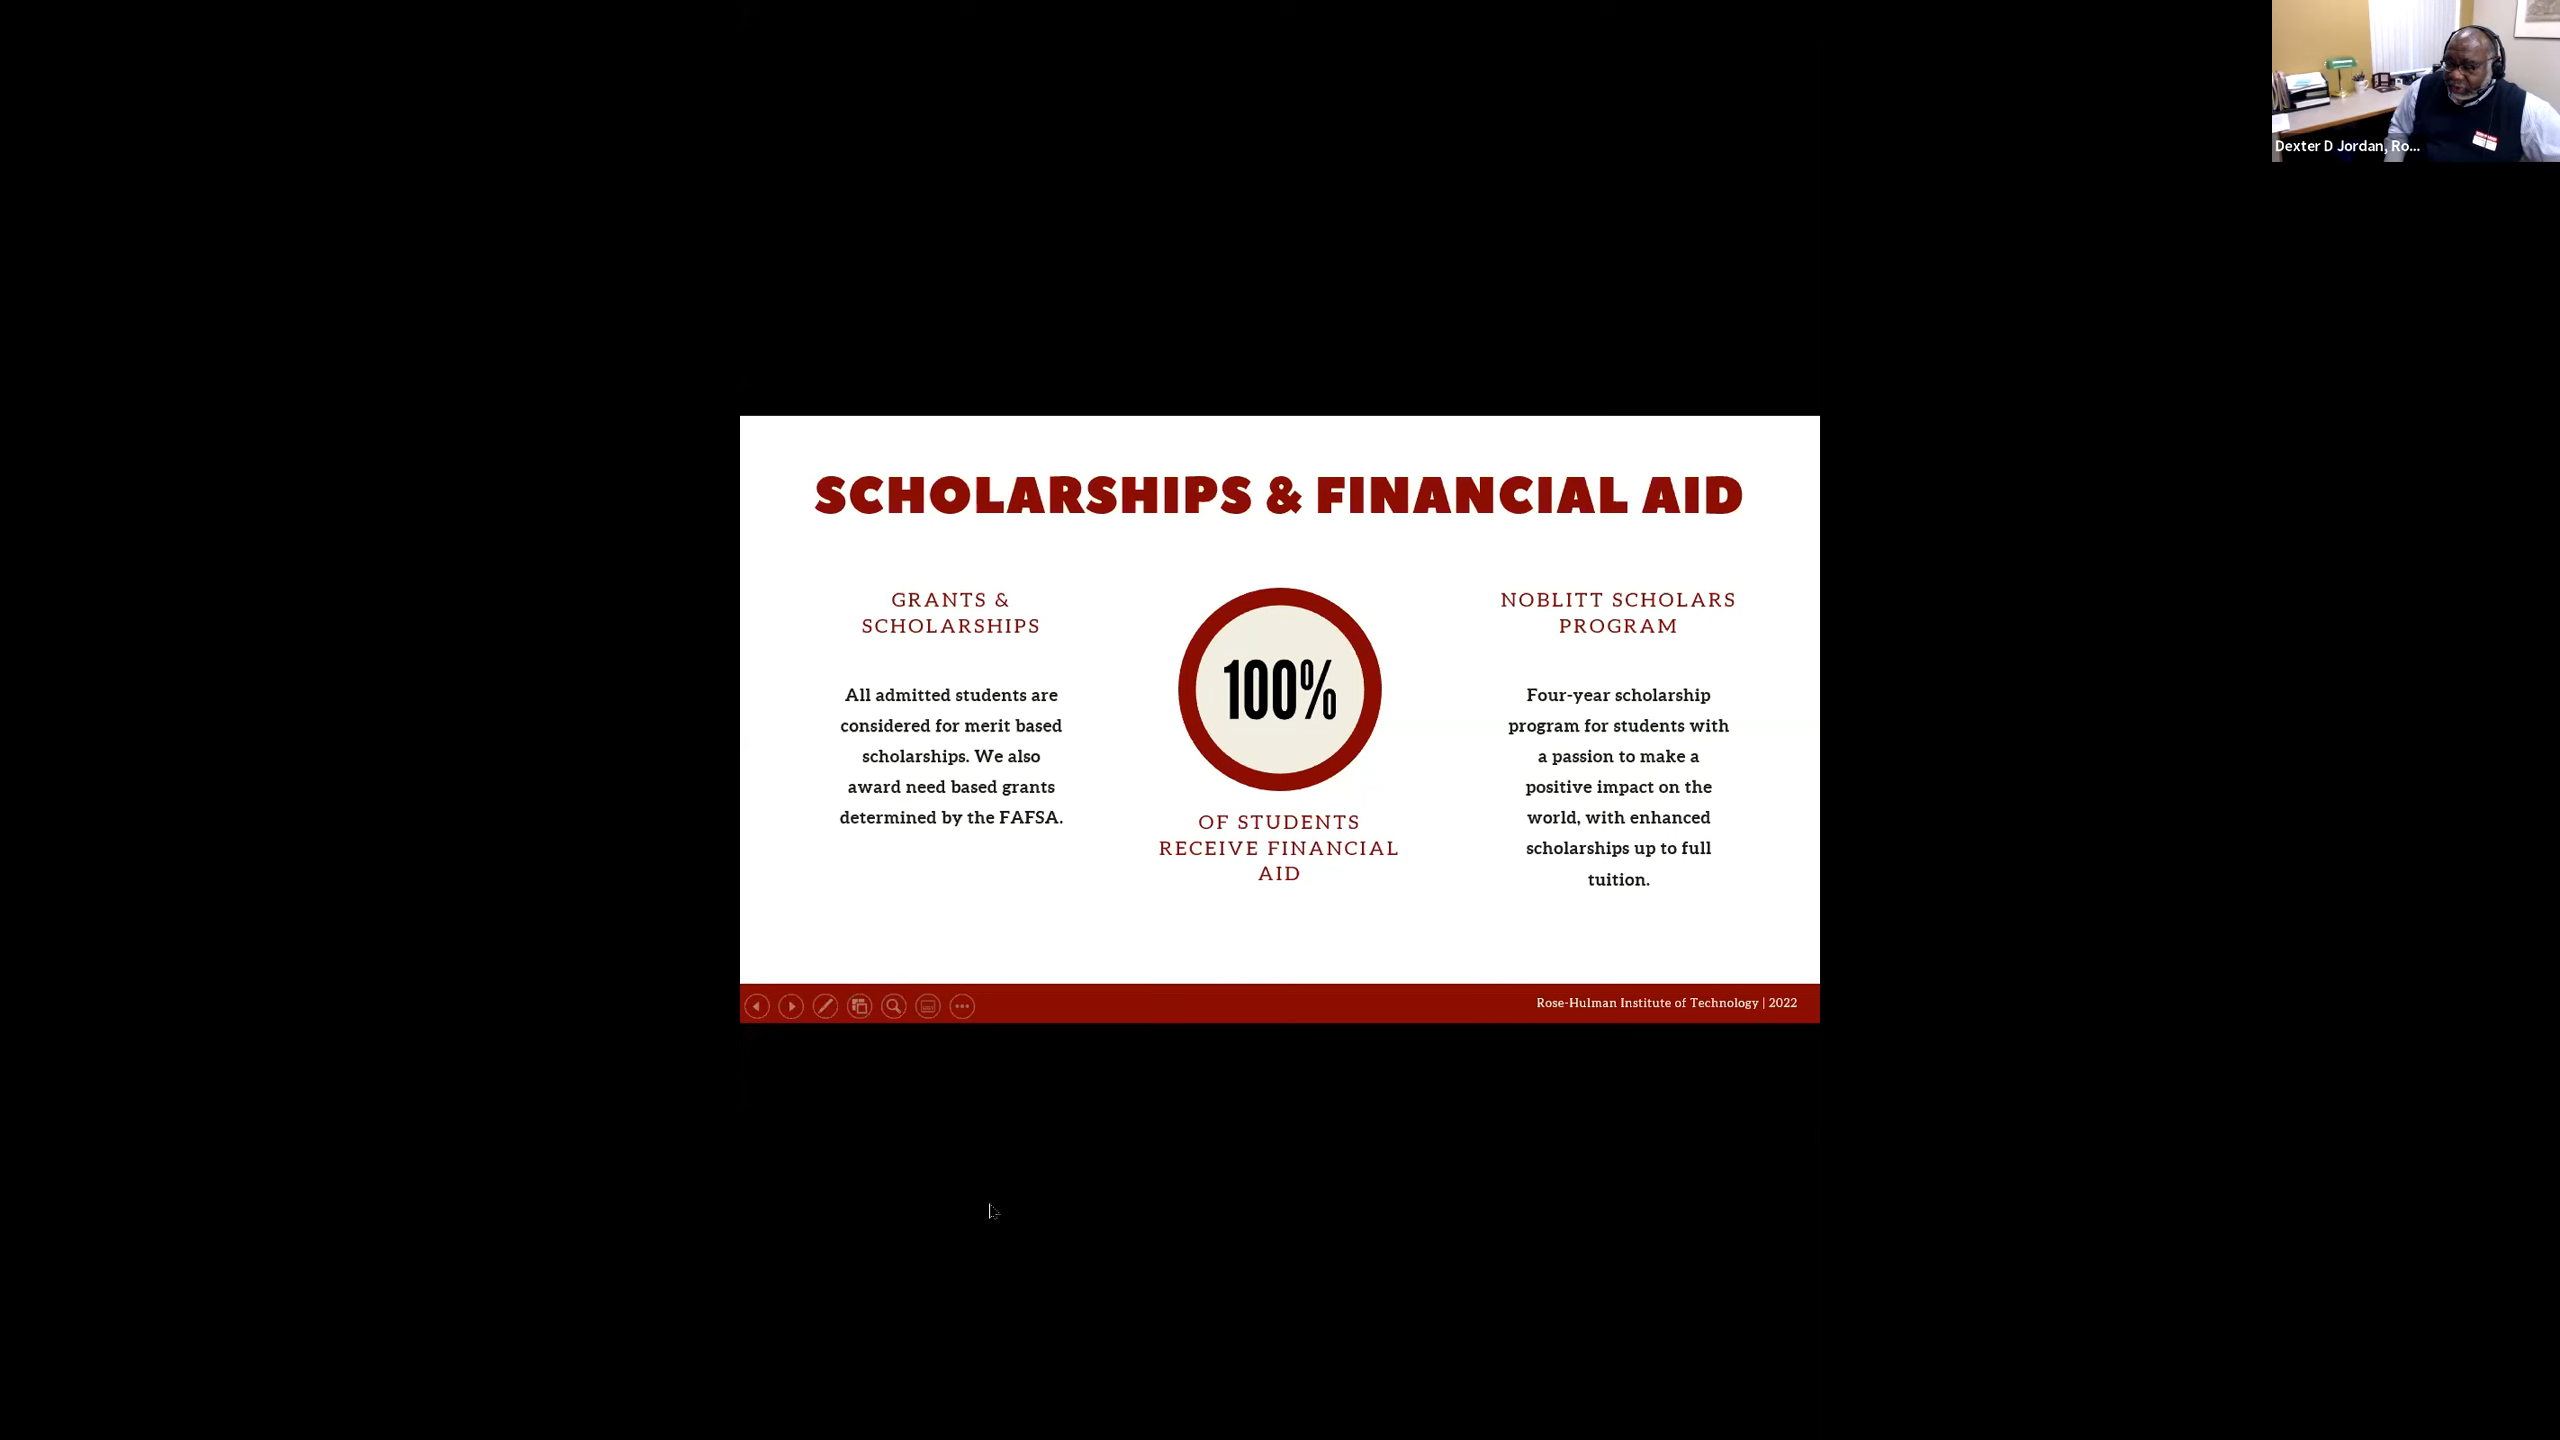 Dexter D Jordan, Ro...
SCHOLARSHIPS & FINANCIAL AID
GRANTS &
SCHOLARSHIPS
All admitted students are
considered for merit based
scholarships. We also
award need based grants
determined by the FAFSA.
100%
OF STUDENTS
RECEIVE FINANCIAL
AID
NOBLITT SCHOLARS
PROGRAM
Four-year scholarship
program for students with
a passion to make a
positive impact on the
world, with enhanced
scholarships up to full
tuition.
Rose-Hulman Institute of Technology | 2022